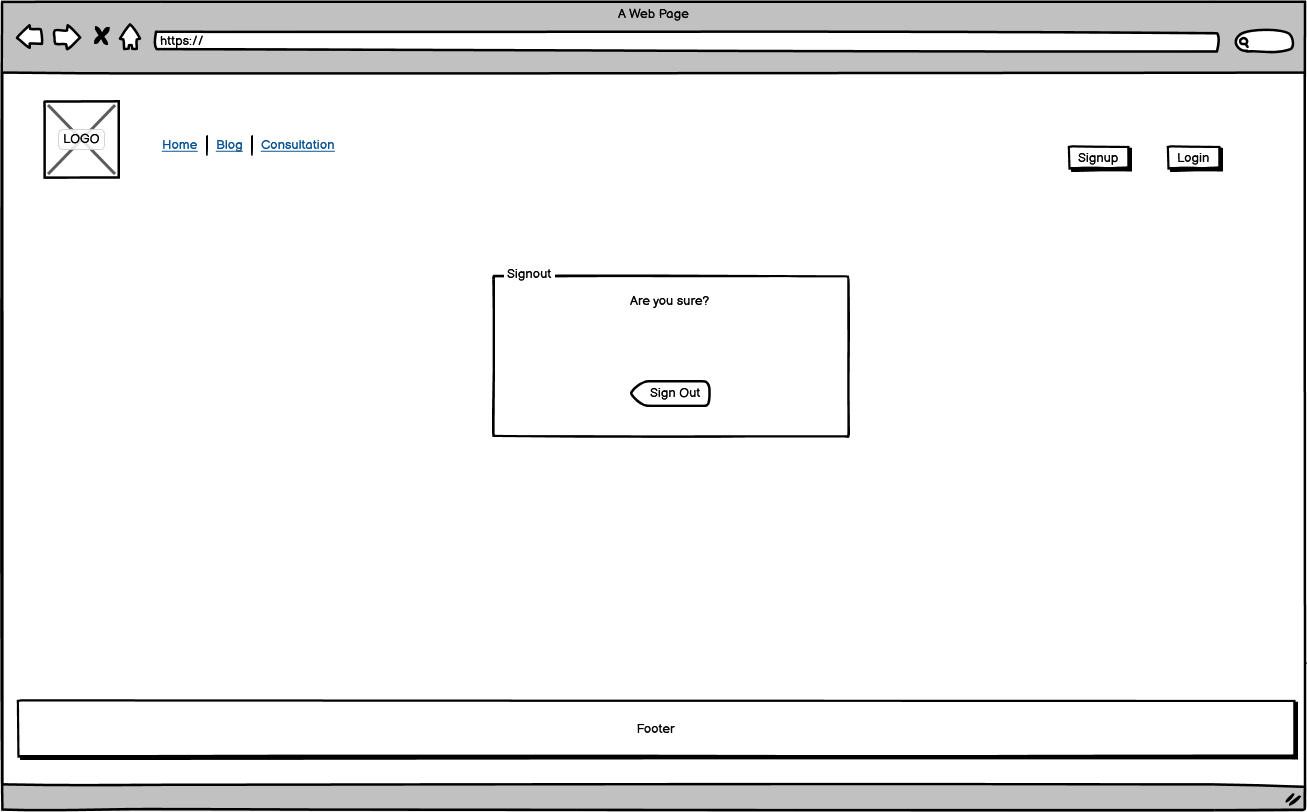 A Web Page
https://
LOGO
Home Blog Consultation
Signup Login
Signout
Are you sure?
Sign Out
Footer